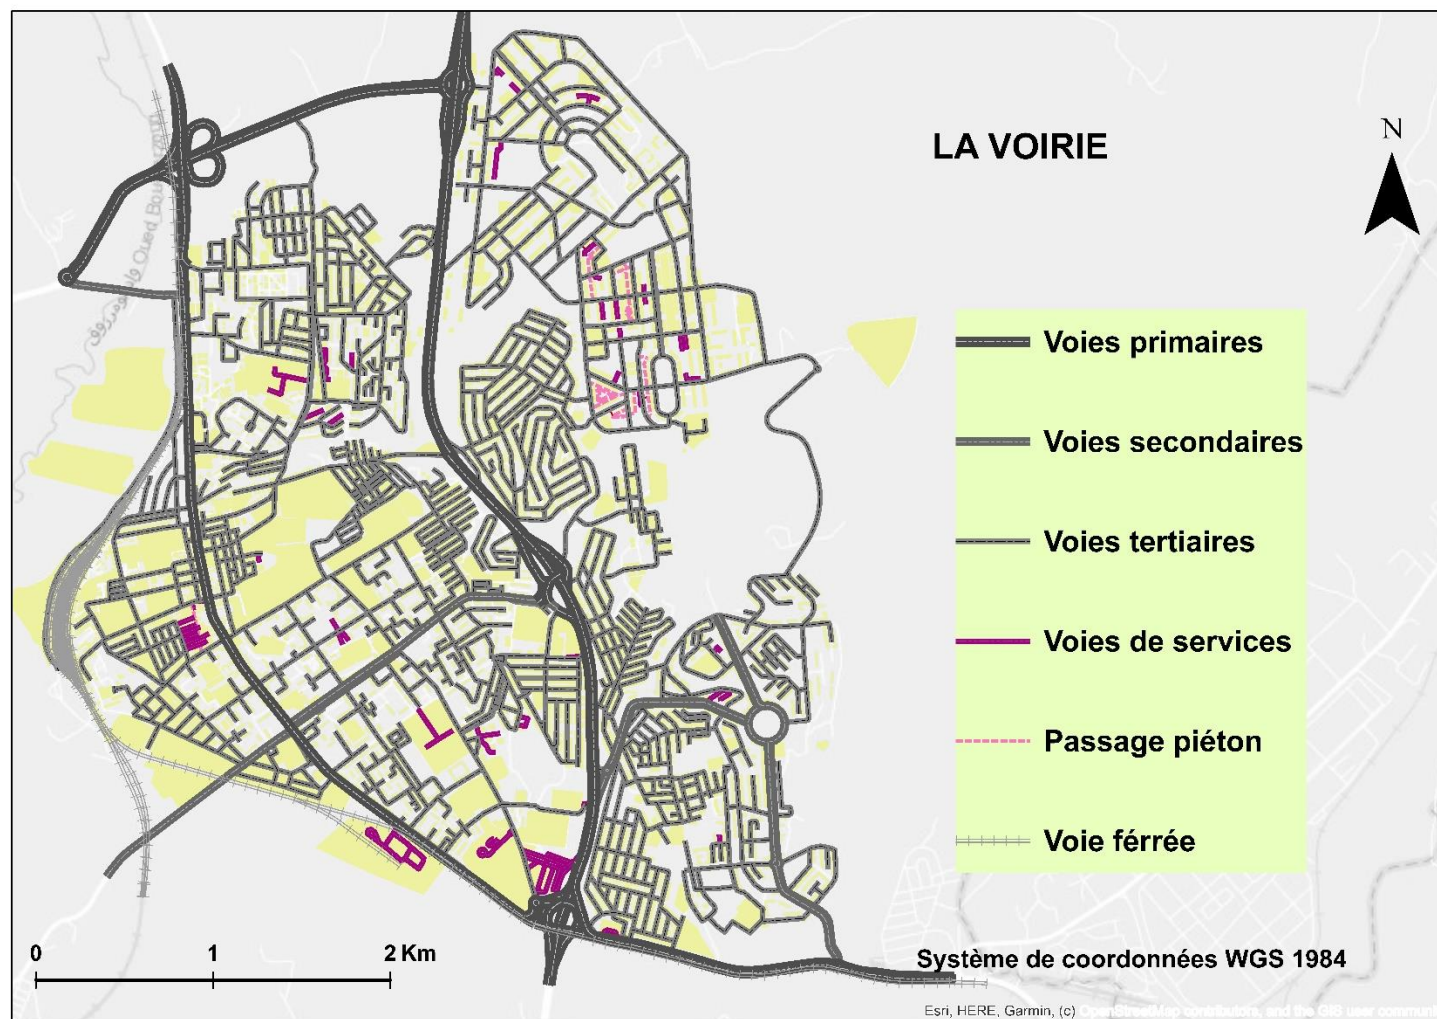 LA VOIRIE
N
Voies primaires
Voies secondaires
Voies tertiaires
Voies de services
Passage piéton
Voie férrée
0 1 2 Km
Système de coordonnées WGS 1984
Esri, HERE, Garmin, (c) OpenStreetMap contributors, and the GIS user communi